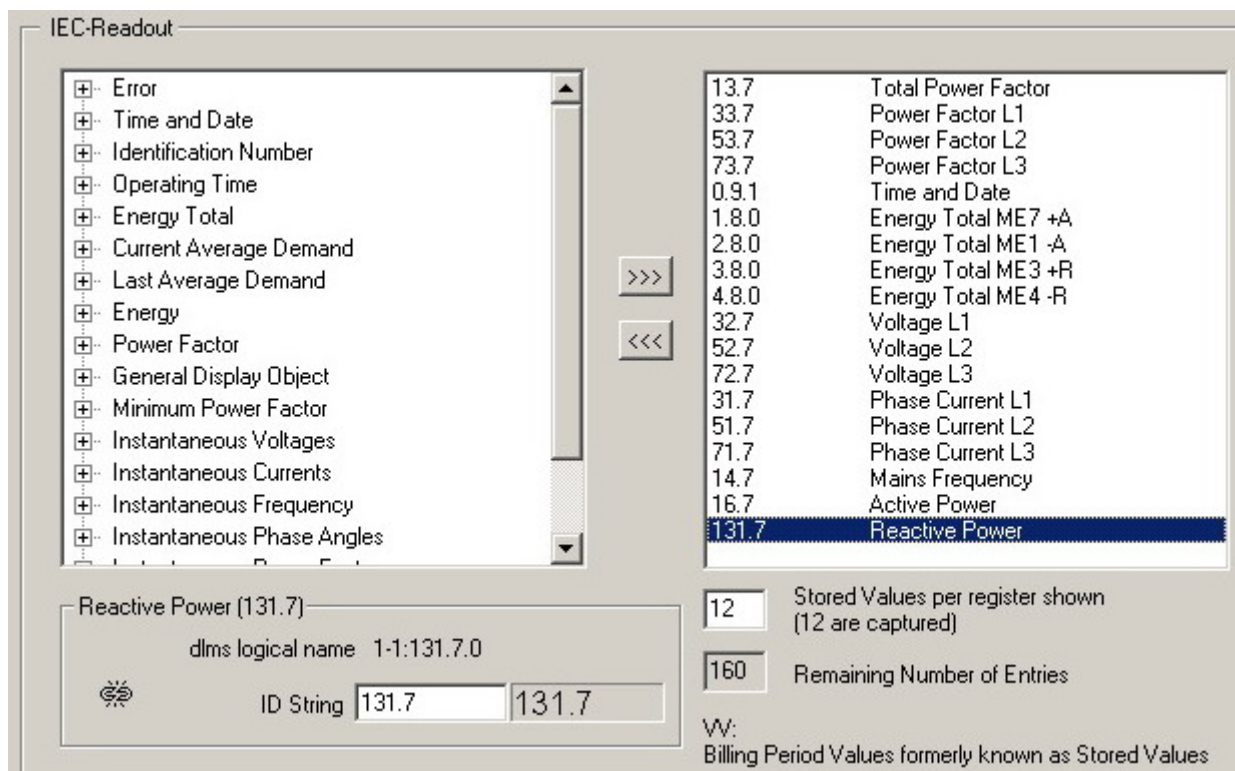 IEC-Readout
Error
Time and Date
Identification Number
Operating Time
Energy Total
Current Average Demand
Last Average Demand
Energy
Power Factor
General Display Object
Minimum Power Factor
Instantaneous Voltages
Instantaneous Currents
Instantaneous Frequency
Instantaneous Phase Angles
>>>
<<<
13.7 Total Power Factor
33.7 Power Factor L1
53.7 Power Factor L2
73.7 Power Factor L3
0.9.1 Time and Date
1.8.0 Energy Total ME7 +A
2.8.0 Energy Total ME1 -A
3.8.0 Energy Total ME3 +R
4.8.0 Energy Total ME4 -R
32.7 Voltage L1
52.7 Voltage L2
72.7 Voltage L3
31.7 Phase Current L1
51.7 Phase Current L2
71.7 Phase Current L3
14.7 Mains Frequency
16.7 Active Power
131.7 Reactive Power
Reactive Power (131.7)
dlms logical name 1-1:131.7.0
ID String 131.7 131.7
12 Stored Values per register shown
(12 are captured)
160 Remaining Number of Entries
VV:
Billing Period Values formerly known as Stored Values